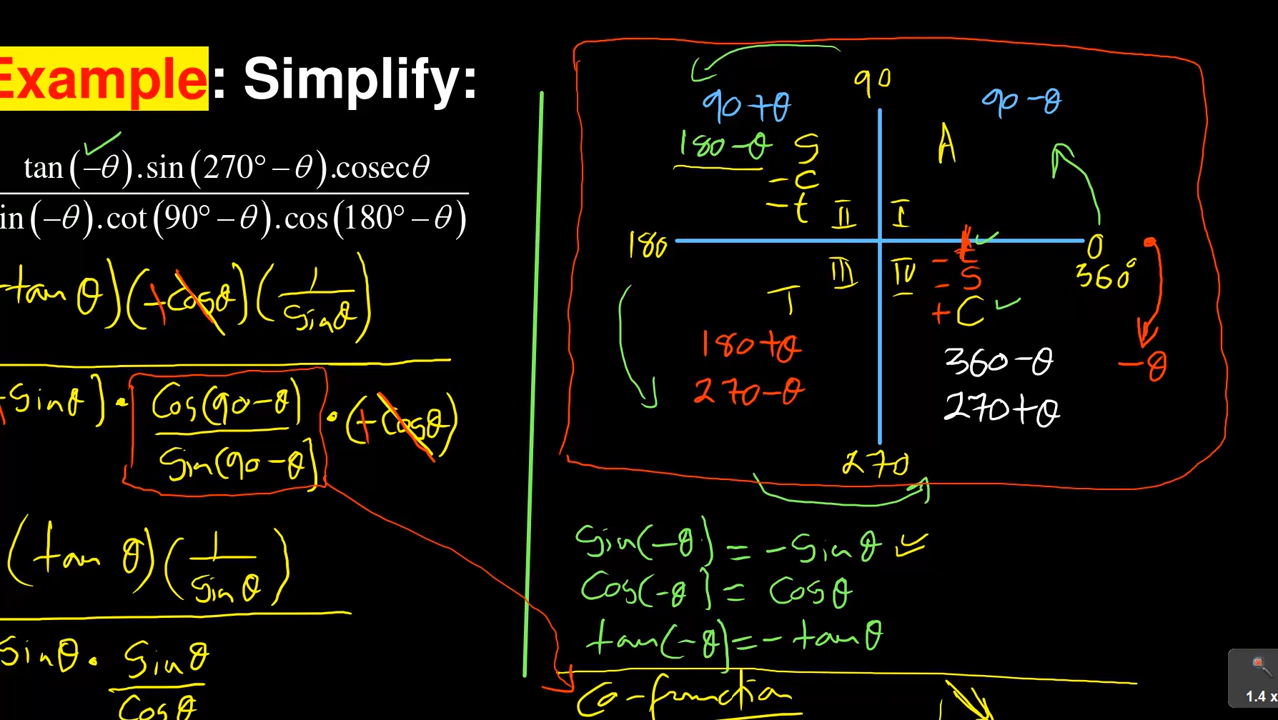 Example: Simplify:
tan(−θ).sin(270°−θ).cosecθ
in(−θ).cot(90°−θ).cos(180°−θ)
tan θ)(+cosθ)(1/sinθ)
-sinθ] · cos(90-θ)/sin(90-θ] · (+cosθ)
(tan θ)(1/sin θ)
sinθ · sinθ/cosθ
90
90+θ
90-θ
180-θ
S
-C
-t
A
II
I
180
0
360°
III
IV
-t
-S
+C
T
180+θ
270-θ
360-θ
270+θ
-θ
270
sin(-θ) = -sinθ
cos(-θ] = cosθ
tan(-θ) = -tanθ
Co-function
1.4 x